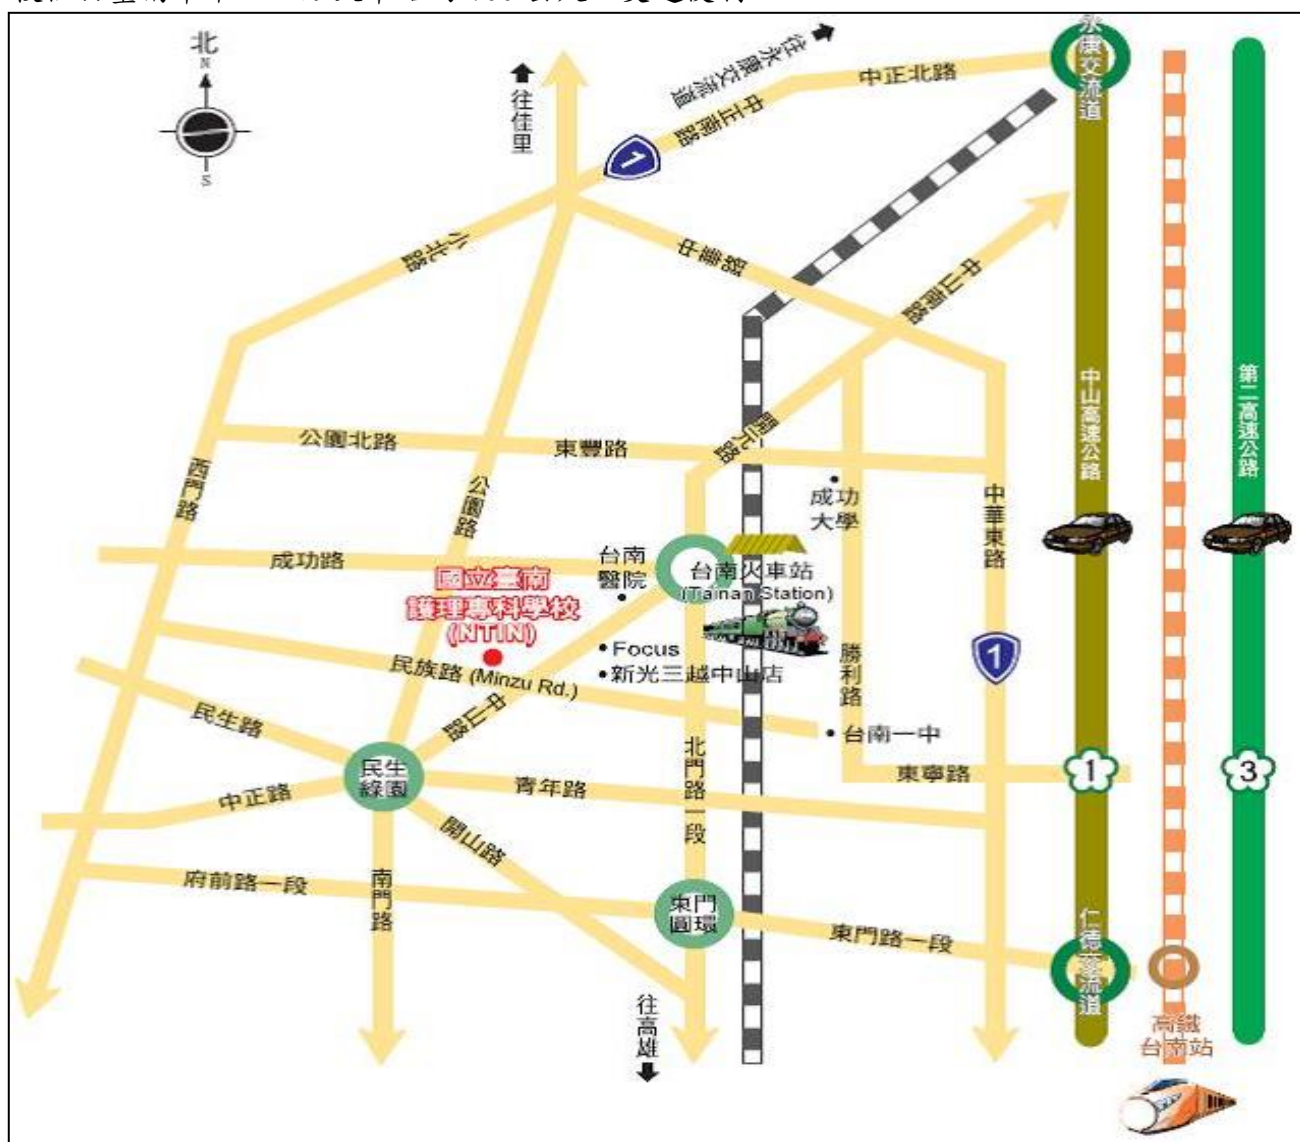 北
N
S
往佳里
往永康交流道
中正北路
中正南路
1
永康交流道
小北路
中華路
中山南路
中山高速公路
第二高速公路
公園北路
東豐路
開元路
西門路
公園路
成功大學
中華東路
成功路
台南
醫院
台南火車站
(Tainan Station)
國立臺南
護理專科學校
(NTIN)
Focus
新光三越中山店
民族路 (Minzu Rd.)
勝利路
1
台南一中
民生路
中山路
北門路一段
民生
綠園
中正路
青年路
東寧路
1
3
開山路
府前路一段
南門路
東門
圓環
東門路一段
仁德交流道
往高雄
高鐵
台南站